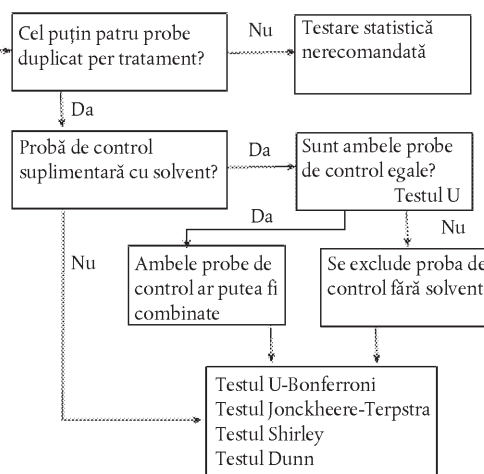 Cel puțin patru probe
duplicat per tratament?
Nu
Testare statistică
nerecomandată
Da
Probă de control
suplimentară cu solvent?
Da
Sunt ambele probe
de control egale?
Testul U
Da
Nu
Nu
Ambele probe de
control ar putea fi
combinate
Se exclude proba de
control fără solvent
Testul U-Bonferroni
Testul Jonckheere-Terpstra
Testul Shirley
Testul Dunn